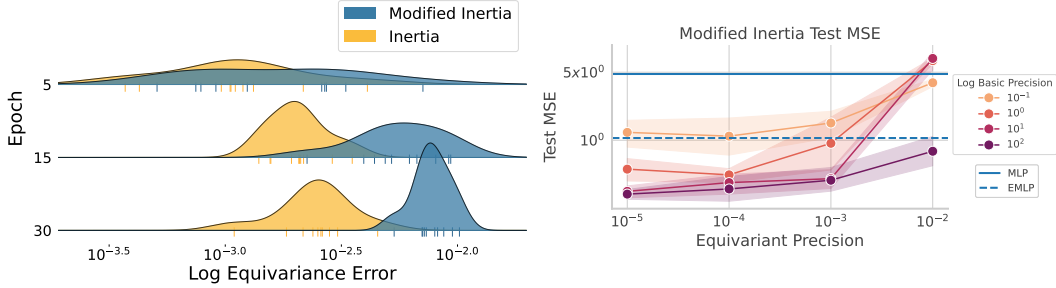 Modified Inertia
Inertia
Epoch
5
15
30
10^−3.5 10^−3.0 10^−2.5 10^−2.0
Log Equivariance Error
Modified Inertia Test MSE
Test MSE
5x10^0
10^0
10^−5 10^−4 10^−3 10^−2
Equivariant Precision
Log Basic Precision
10^−1
10^0
10^1
10^2
MLP
EMLP